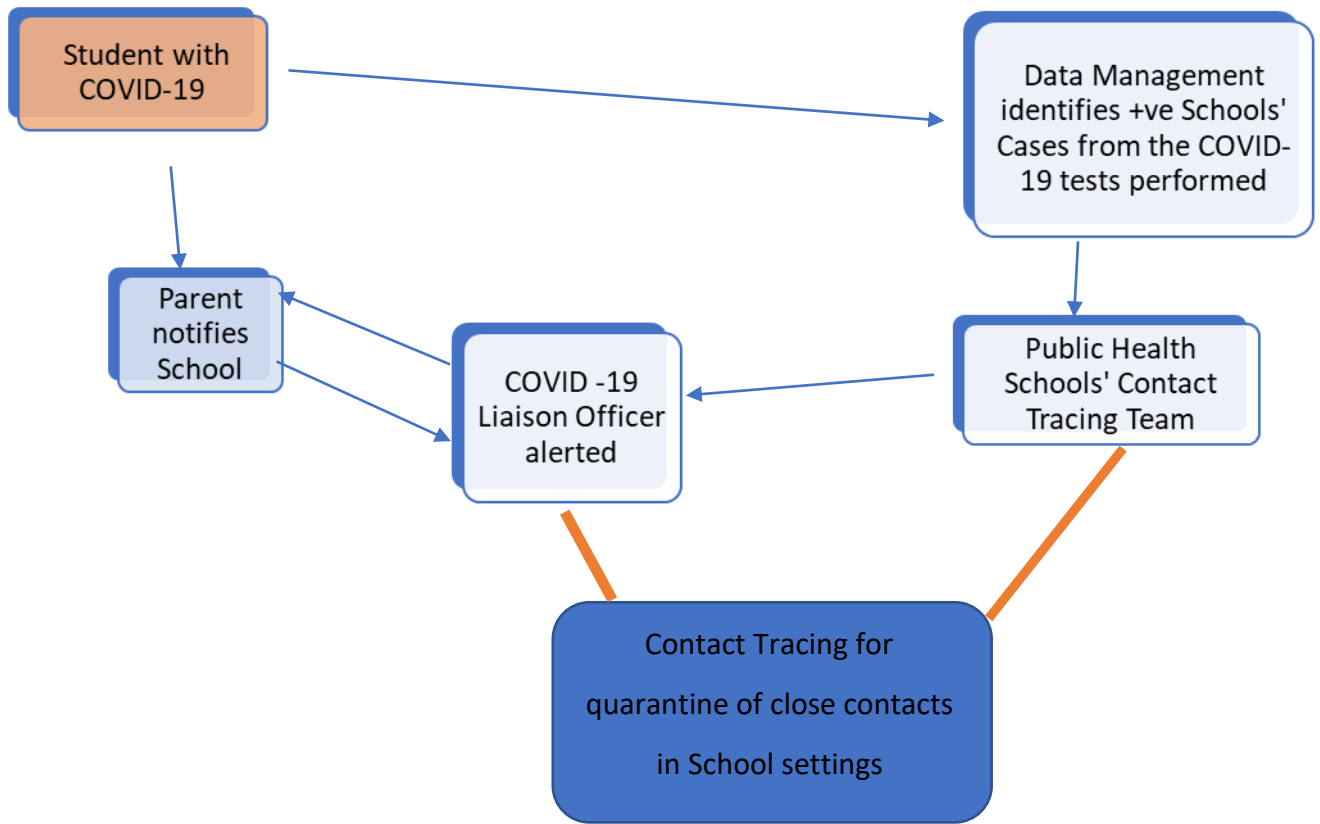 Student with
COVID-19
Data Management
identifies +ve Schools'
Cases from the COVID-
19 tests performed
Parent
notifies
School
COVID -19
Liaison Officer
alerted
Public Health
Schools' Contact
Tracing Team
Contact Tracing for
quarantine of close contacts
in School settings